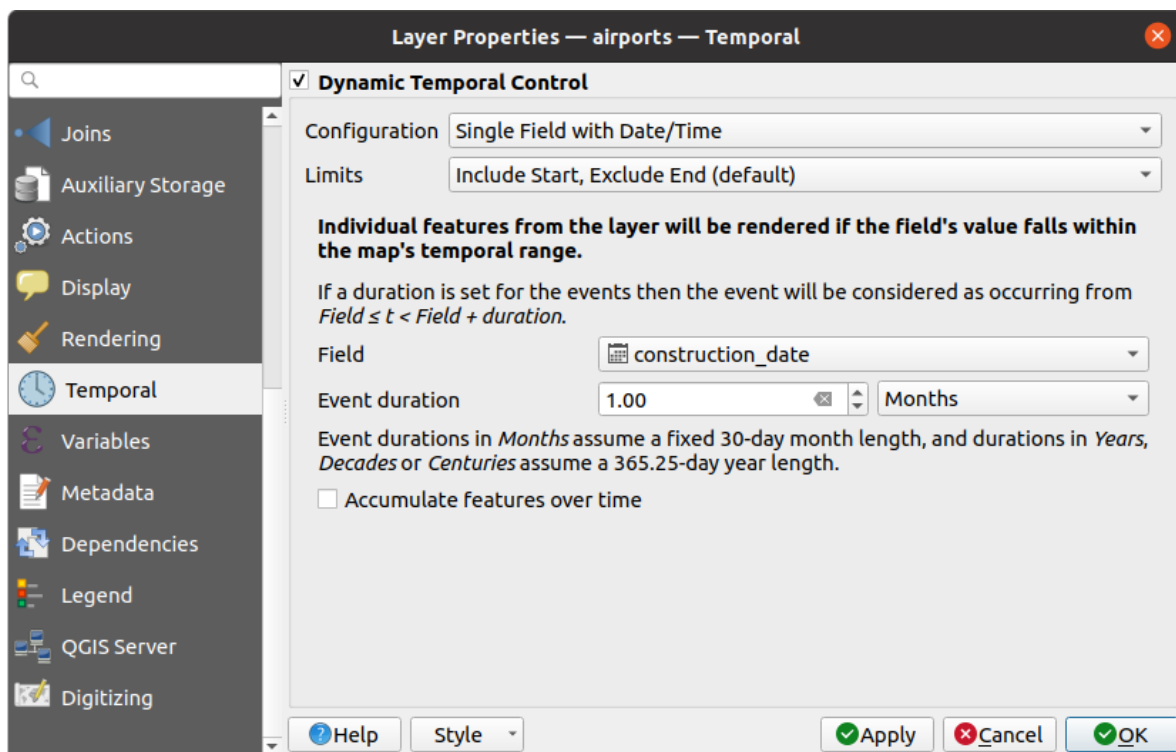 Layer Properties — airports — Temporal
Joins
Auxiliary Storage
Actions
Display
Rendering
Temporal
Variables
Metadata
Dependencies
Legend
QGIS Server
Digitizing
Dynamic Temporal Control
Configuration Single Field with Date/Time
Limits Include Start, Exclude End (default)
Individual features from the layer will be rendered if the field's value falls within
the map's temporal range.
If a duration is set for the events then the event will be considered as occurring from
Field ≤ t < Field + duration.
Field construction_date
Event duration 1.00 Months
Event durations in Months assume a fixed 30-day month length, and durations in Years,
Decades or Centuries assume a 365.25-day year length.
Accumulate features over time
Help Style Apply Cancel OK